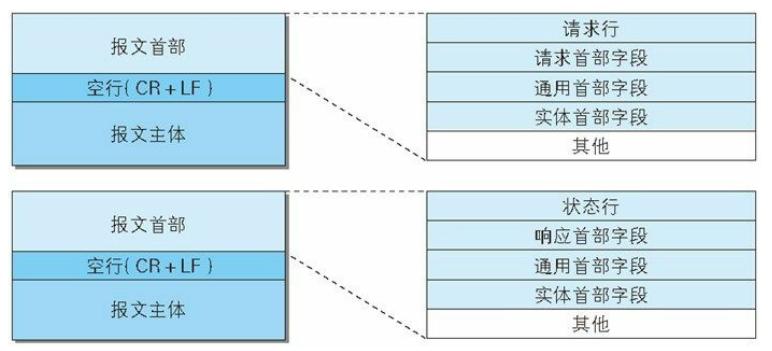 报文首部
空行(CR+LF)
报文主体
请求行
请求首部字段
通用首部字段
实体首部字段
其他
报文首部
空行(CR+LF)
报文主体
状态行
响应首部字段
通用首部字段
实体首部字段
其他